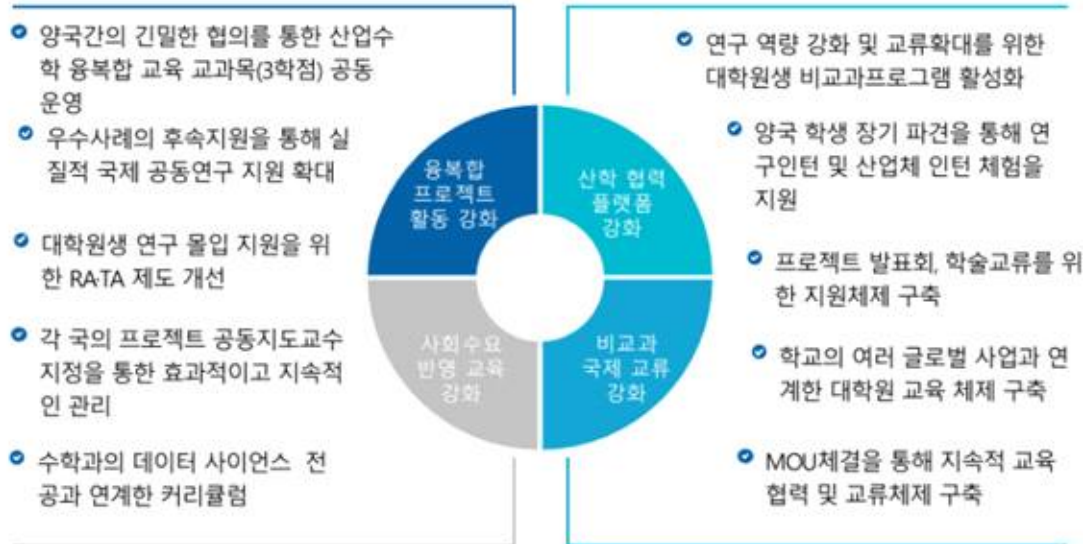 양국간의 긴밀한 협의를 통한 산업수
학 융복합 교육 교과목(3학점) 공동
운영
우수사례의 후속지원을 통해 실
질적 국제 공동연구 지원 확대
대학원생 연구 몰입 지원을 위
한 RA·TA 제도 개선
각 국의 프로젝트 공동지도교수
지정을 통한 효과적이고 지속적
인 관리
수학과의 데이터 사이언스 전
공과 연계한 커리큘럼
융복합
프로젝트
활동 강화
산학 협력
플랫폼
강화
사회수요
반영 교육
강화
비교과
국제 교류
강화
연구 역량 강화 및 교류확대를 위한
대학원생 비교과프로그램 활성화
양국 학생 장기 파견을 통해 연
구인턴 및 산업체 인턴 체험을
지원
프로젝트 발표회, 학술교류를 위
한 지원체제 구축
학교의 여러 글로벌 사업과 연
계한 대학원 교육 체제 구축
MOU체결을 통해 지속적 교육
협력 및 교류체제 구축